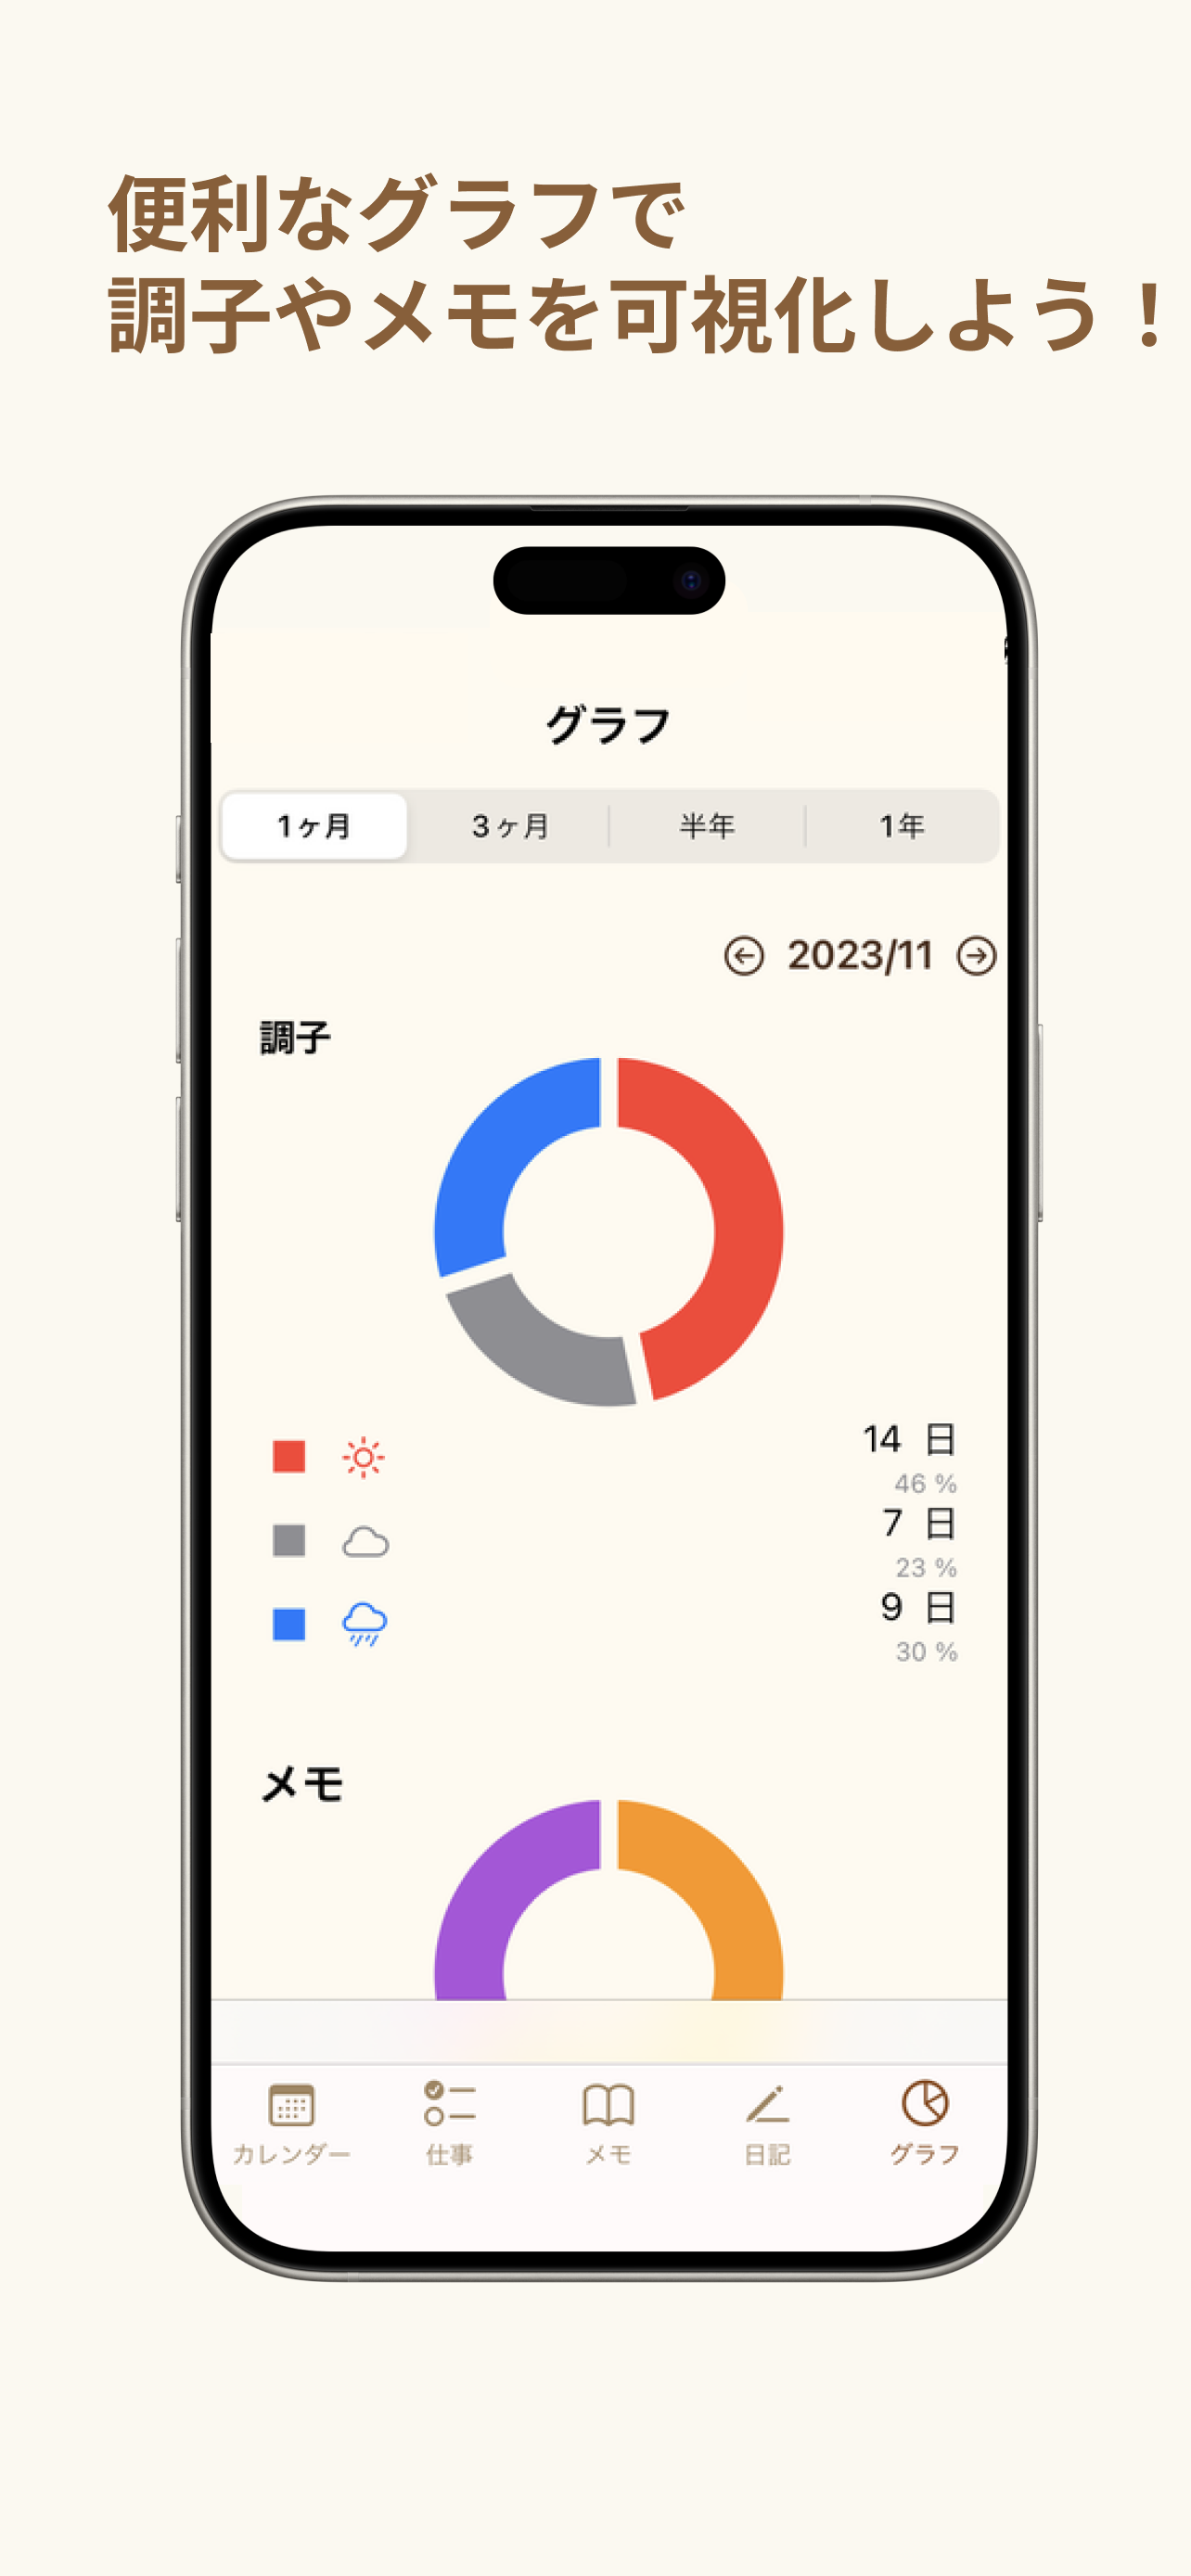 便利なグラフで
調子やメモを可視化しよう！
グラフ
1ヶ月 3ヶ月 半年 1年
2023/11
調子
14 日
46 %
7 日
23 %
9 日
30 %
メモ
カレンダー 仕事 メモ 日記 グラフ